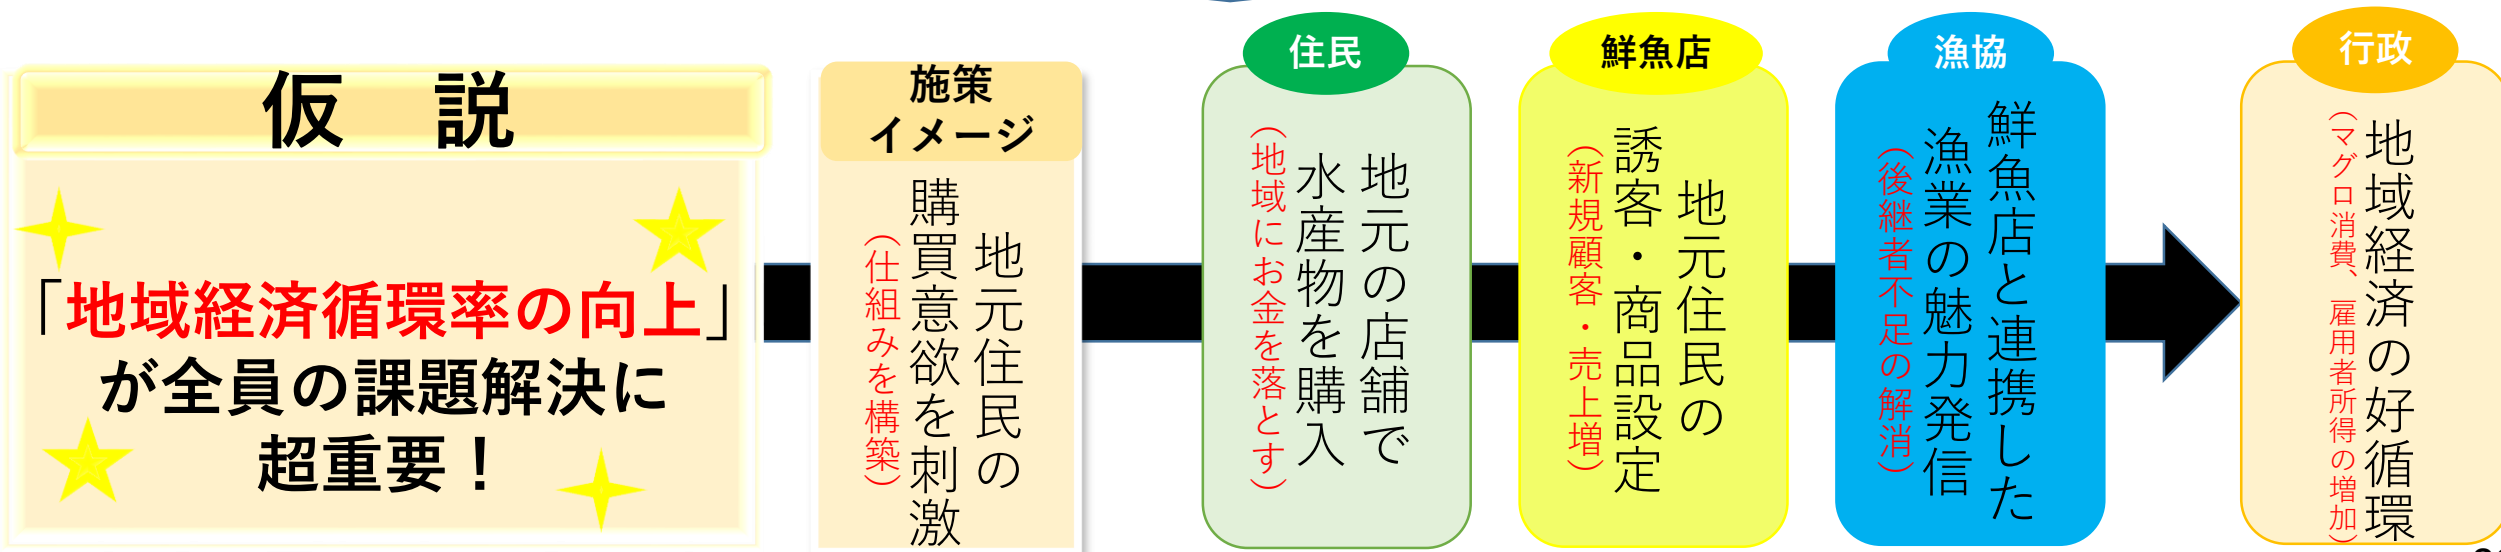 仮　説
「地域経済循環愛の向上」
が全員の課題解決に
超重要！
施策
イメージ
地元住民の
購買意欲を刺激
（仕組みを構築）
住民
地元の店舗で
水産物を購入
（地域にお金を落とす）
鮮魚店
地元住民の
誘客・商品設定
（新規顧客・売上増）
漁協
鮮魚店と連携した
漁業の魅力発信
（後継者不足の解消）
行政
地域経済の好循環
（マグロ消費、雇用者所得の増加）